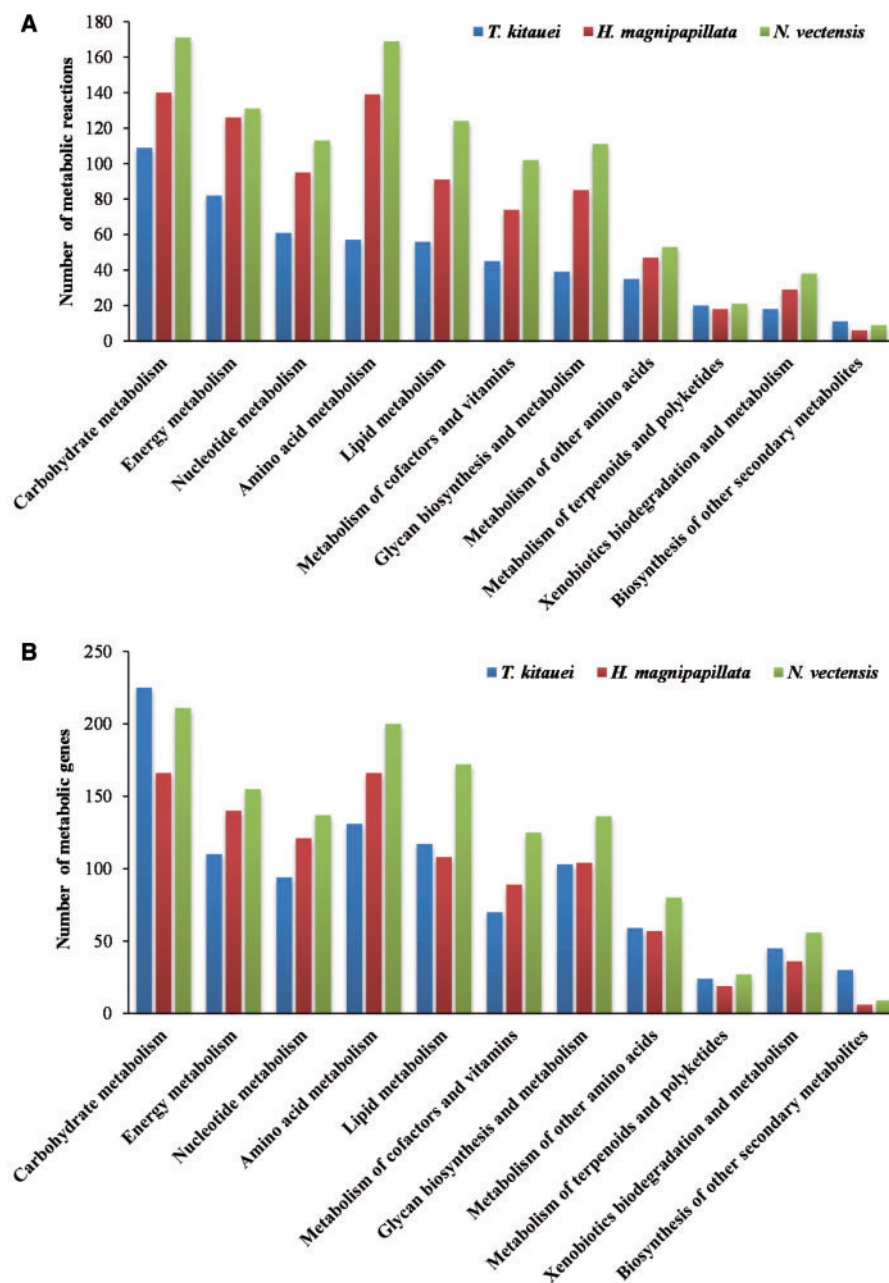 A
T. kitauei H. magnipapillata N. vectensis
Number of metabolic reactions
180
160
140
120
100
80
60
40
20
0
Carbohydrate metabolism
Energy metabolism
Nucleotide metabolism
Amino acid metabolism
Lipid metabolism
Metabolism of cofactors and vitamins
Glycan biosynthesis and metabolism
Metabolism of other amino acids
Metabolism of terpenoids and polyketides
Xenobiotics biodegradation and metabolism
Biosynthesis of other secondary metabolites
B
T. kitauei H. magnipapillata N. vectensis
Number of metabolic genes
250
200
150
100
50
0
Carbohydrate metabolism
Energy metabolism
Nucleotide metabolism
Amino acid metabolism
Lipid metabolism
Metabolism of cofactors and vitamins
Glycan biosynthesis and metabolism
Metabolism of other amino acids
Metabolism of terpenoids and polyketides
Xenobiotics biodegradation and metabolism
Biosynthesis of other secondary metabolites